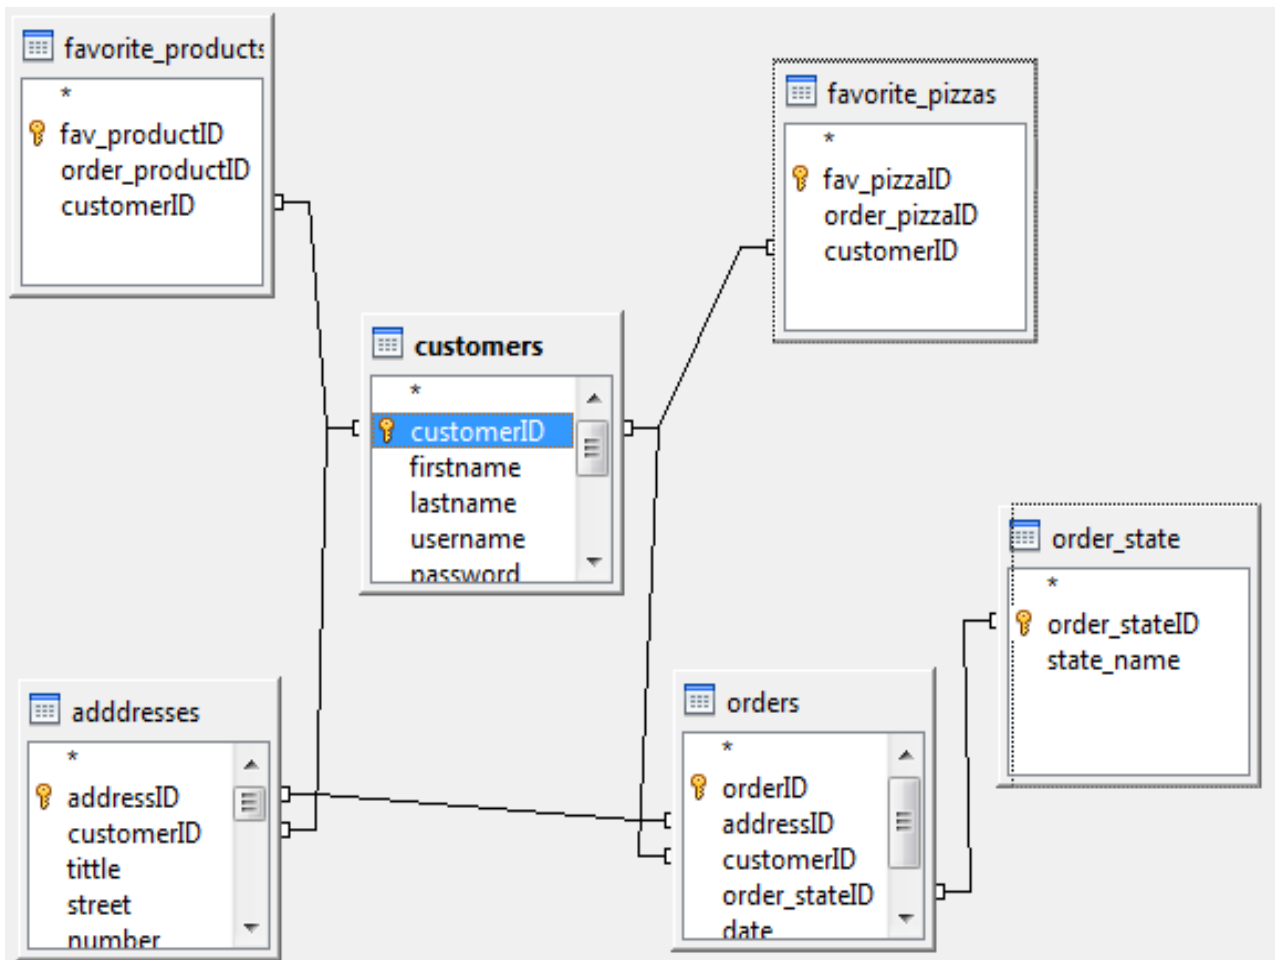 favorite_products
*
fav_productID
order_productID
customerID
favorite_pizzas
*
fav_pizzaID
order_pizzaID
customerID
customers
*
customerID
firstname
lastname
username
password
order_state
*
order_stateID
state_name
adddresses
*
addressID
customerID
tittle
street
number
orders
*
orderID
addressID
customerID
order_stateID
date